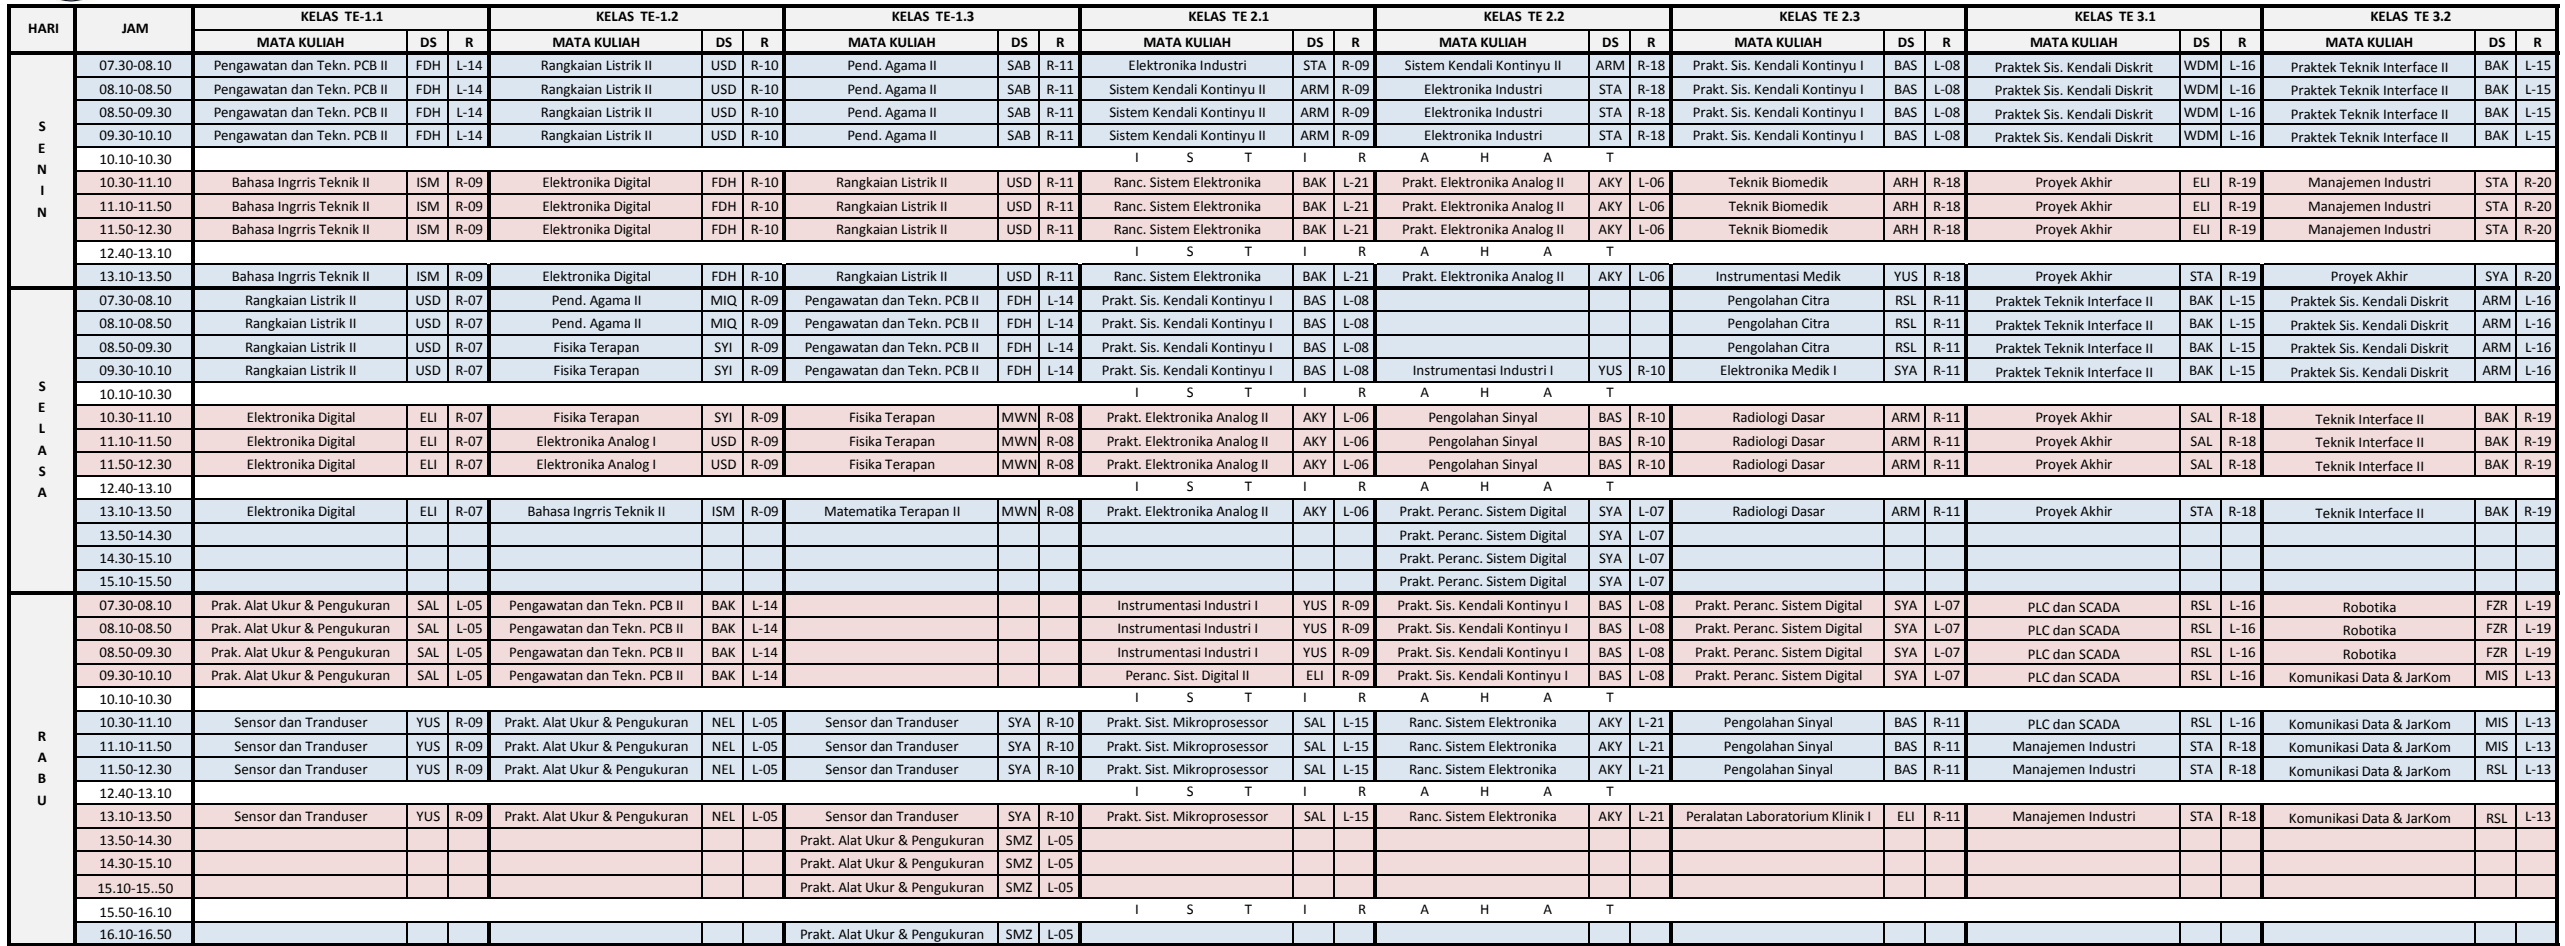 HARI JAM KELAS TE-1.1 KELAS TE-1.2 KELAS TE-1.3 KELAS TE 2.1 KELAS TE 2.2 KELAS TE 2.3 KELAS TE 3.1 KELAS TE 3.2
MATA KULIAH DS R MATA KULIAH DS R MATA KULIAH DS R MATA KULIAH DS R MATA KULIAH DS R MATA KULIAH DS R MATA KULIAH DS R MATA KULIAH DS R
SENIN
07.30-08.10 Pengawatan dan Tekn. PCB II FDH L-14 Rangkaian Listrik II USD R-10 Pend. Agama II SAB R-11 Elektronika Industri STA R-09 Sistem Kendali Kontinyu II ARM R-18 Prakt. Sis. Kendali Kontinyu I BAS L-08 Praktek Sis. Kendali Diskrit WDM L-16 Praktek Teknik Interface II BAK L-15
08.10-08.50 Pengawatan dan Tekn. PCB II FDH L-14 Rangkaian Listrik II USD R-10 Pend. Agama II SAB R-11 Sistem Kendali Kontinyu II ARM R-09 Elektronika Industri STA R-18 Prakt. Sis. Kendali Kontinyu I BAS L-08 Praktek Sis. Kendali Diskrit WDM L-16 Praktek Teknik Interface II BAK L-15
08.50-09.30 Pengawatan dan Tekn. PCB II FDH L-14 Rangkaian Listrik II USD R-10 Pend. Agama II SAB R-11 Sistem Kendali Kontinyu II ARM R-09 Elektronika Industri STA R-18 Prakt. Sis. Kendali Kontinyu I BAS L-08 Praktek Sis. Kendali Diskrit WDM L-16 Praktek Teknik Interface II BAK L-15
09.30-10.10 Pengawatan dan Tekn. PCB II FDH L-14 Rangkaian Listrik II USD R-10 Pend. Agama II SAB R-11 Sistem Kendali Kontinyu II ARM R-09 Elektronika Industri STA R-18 Prakt. Sis. Kendali Kontinyu I BAS L-08 Praktek Sis. Kendali Diskrit WDM L-16 Praktek Teknik Interface II BAK L-15
10.10-10.30 I S T I R A H A T
10.30-11.10 Bahasa Ingrris Teknik II ISM R-09 Elektronika Digital FDH R-10 Rangkaian Listrik II USD R-11 Ranc. Sistem Elektronika BAK L-21 Prakt. Elektronika Analog II AKY L-06 Teknik Biomedik ARH R-18 Proyek Akhir ELI R-19 Manajemen Industri STA R-20
11.10-11.50 Bahasa Ingrris Teknik II ISM R-09 Elektronika Digital FDH R-10 Rangkaian Listrik II USD R-11 Ranc. Sistem Elektronika BAK L-21 Prakt. Elektronika Analog II AKY L-06 Teknik Biomedik ARH R-18 Proyek Akhir ELI R-19 Manajemen Industri STA R-20
11.50-12.30 Bahasa Ingrris Teknik II ISM R-09 Elektronika Digital FDH R-10 Rangkaian Listrik II USD R-11 Ranc. Sistem Elektronika BAK L-21 Prakt. Elektronika Analog II AKY L-06 Teknik Biomedik ARH R-18 Proyek Akhir ELI R-19 Manajemen Industri STA R-20
12.40-13.10 I S T I R A H A T
13.10-13.50 Bahasa Ingrris Teknik II ISM R-09 Elektronika Digital FDH R-10 Rangkaian Listrik II USD R-11 Ranc. Sistem Elektronika BAK L-21 Prakt. Elektronika Analog II AKY L-06 Instrumentasi Medik YUS R-18 Proyek Akhir STA R-19 Proyek Akhir SYA R-20
SELASA
07.30-08.10 Rangkaian Listrik II USD R-07 Pend. Agama II MIQ R-09 Pengawatan dan Tekn. PCB II FDH L-14 Prakt. Sis. Kendali Kontinyu I BAS L-08 Pengolahan Citra RSL R-11 Praktek Teknik Interface II BAK L-15 Praktek Sis. Kendali Diskrit ARM L-16
08.10-08.50 Rangkaian Listrik II USD R-07 Pend. Agama II MIQ R-09 Pengawatan dan Tekn. PCB II FDH L-14 Prakt. Sis. Kendali Kontinyu I BAS L-08 Pengolahan Citra RSL R-11 Praktek Teknik Interface II BAK L-15 Praktek Sis. Kendali Diskrit ARM L-16
08.50-09.30 Rangkaian Listrik II USD R-07 Fisika Terapan SYI R-09 Pengawatan dan Tekn. PCB II FDH L-14 Prakt. Sis. Kendali Kontinyu I BAS L-08 Pengolahan Citra RSL R-11 Praktek Teknik Interface II BAK L-15 Praktek Sis. Kendali Diskrit ARM L-16
09.30-10.10 Rangkaian Listrik II USD R-07 Fisika Terapan SYI R-09 Pengawatan dan Tekn. PCB II FDH L-14 Prakt. Sis. Kendali Kontinyu I BAS L-08 Instrumentasi Industri I YUS R-10 Elektronika Medik I SYA R-11 Praktek Teknik Interface II BAK L-15 Praktek Sis. Kendali Diskrit ARM L-16
10.10-10.30 I S T I R A H A T
10.30-11.10 Elektronika Digital ELI R-07 Fisika Terapan SYI R-09 Fisika Terapan MWN R-08 Prakt. Elektronika Analog II AKY L-06 Pengolahan Sinyal BAS R-10 Radiologi Dasar ARM R-11 Proyek Akhir SAL R-18 Teknik Interface II BAK R-19
11.10-11.50 Elektronika Digital ELI R-07 Elektronika Analog I USD R-09 Fisika Terapan MWN R-08 Prakt. Elektronika Analog II AKY L-06 Pengolahan Sinyal BAS R-10 Radiologi Dasar ARM R-11 Proyek Akhir SAL R-18 Teknik Interface II BAK R-19
11.50-12.30 Elektronika Digital ELI R-07 Elektronika Analog I USD R-09 Fisika Terapan MWN R-08 Prakt. Elektronika Analog II AKY L-06 Pengolahan Sinyal BAS R-10 Radiologi Dasar ARM R-11 Proyek Akhir SAL R-18 Teknik Interface II BAK R-19
12.40-13.10 I S T I R A H A T
13.10-13.50 Elektronika Digital ELI R-07 Bahasa Ingrris Teknik II ISM R-09 Matematika Terapan II MWN R-08 Prakt. Elektronika Analog II AKY L-06 Prakt. Peranc. Sistem Digital SYA L-07 Radiologi Dasar ARM R-11 Proyek Akhir STA R-18 Teknik Interface II BAK R-19
13.50-14.30 Prakt. Peranc. Sistem Digital SYA L-07
14.30-15.10 Prakt. Peranc. Sistem Digital SYA L-07
15.10-15.50 Prakt. Peranc. Sistem Digital SYA L-07
RABU
07.30-08.10 Prak. Alat Ukur & Pengukuran SAL L-05 Pengawatan dan Tekn. PCB II BAK L-14 Instrumentasi Industri I YUS R-09 Prakt. Sis. Kendali Kontinyu I BAS L-08 Prakt. Peranc. Sistem Digital SYA L-07 PLC dan SCADA RSL L-16 Robotika FZR L-19
08.10-08.50 Prak. Alat Ukur & Pengukuran SAL L-05 Pengawatan dan Tekn. PCB II BAK L-14 Instrumentasi Industri I YUS R-09 Prakt. Sis. Kendali Kontinyu I BAS L-08 Prakt. Peranc. Sistem Digital SYA L-07 PLC dan SCADA RSL L-16 Robotika FZR L-19
08.50-09.30 Prak. Alat Ukur & Pengukuran SAL L-05 Pengawatan dan Tekn. PCB II BAK L-14 Instrumentasi Industri I YUS R-09 Prakt. Sis. Kendali Kontinyu I BAS L-08 Prakt. Peranc. Sistem Digital SYA L-07 PLC dan SCADA RSL L-16 Robotika FZR L-19
09.30-10.10 Prak. Alat Ukur & Pengukuran SAL L-05 Pengawatan dan Tekn. PCB II BAK L-14 Peranc. Sist. Digital II ELI R-09 Prakt. Sis. Kendali Kontinyu I BAS L-08 Prakt. Peranc. Sistem Digital SYA L-07 PLC dan SCADA RSL L-16 Komunikasi Data & JarKom MIS L-13
10.10-10.30 I S T I R A H A T
10.30-11.10 Sensor dan Tranduser YUS R-09 Prakt. Alat Ukur & Pengukuran NEL L-05 Sensor dan Tranduser SYA R-10 Prakt. Sist. Mikroprosessor SAL L-15 Ranc. Sistem Elektronika AKY L-21 Pengolahan Sinyal BAS R-11 PLC dan SCADA RSL L-16 Komunikasi Data & JarKom MIS L-13
11.10-11.50 Sensor dan Tranduser YUS R-09 Prakt. Alat Ukur & Pengukuran NEL L-05 Sensor dan Tranduser SYA R-10 Prakt. Sist. Mikroprosessor SAL L-15 Ranc. Sistem Elektronika AKY L-21 Pengolahan Sinyal BAS R-11 Manajemen Industri STA R-18 Komunikasi Data & JarKom MIS L-13
11.50-12.30 Sensor dan Tranduser YUS R-09 Prakt. Alat Ukur & Pengukuran NEL L-05 Sensor dan Tranduser SYA R-10 Prakt. Sist. Mikroprosessor SAL L-15 Ranc. Sistem Elektronika AKY L-21 Pengolahan Sinyal BAS R-11 Manajemen Industri STA R-18 Komunikasi Data & JarKom RSL L-13
12.40-13.10 I S T I R A H A T
13.10-13.50 Sensor dan Tranduser YUS R-09 Prakt. Alat Ukur & Pengukuran NEL L-05 Sensor dan Tranduser SYA R-10 Prakt. Sist. Mikroprosessor SAL L-15 Ranc. Sistem Elektronika AKY L-21 Peralatan Laboratorium Klinik I ELI R-11 Manajemen Industri STA R-18 Komunikasi Data & JarKom RSL L-13
13.50-14.30 Prakt. Alat Ukur & Pengukuran SMZ L-05
14.30-15.10 Prakt. Alat Ukur & Pengukuran SMZ L-05
15.10-15..50 Prakt. Alat Ukur & Pengukuran SMZ L-05
15.50-16.10 I S T I R A H A T
16.10-16.50 Prakt. Alat Ukur & Pengukuran SMZ L-05